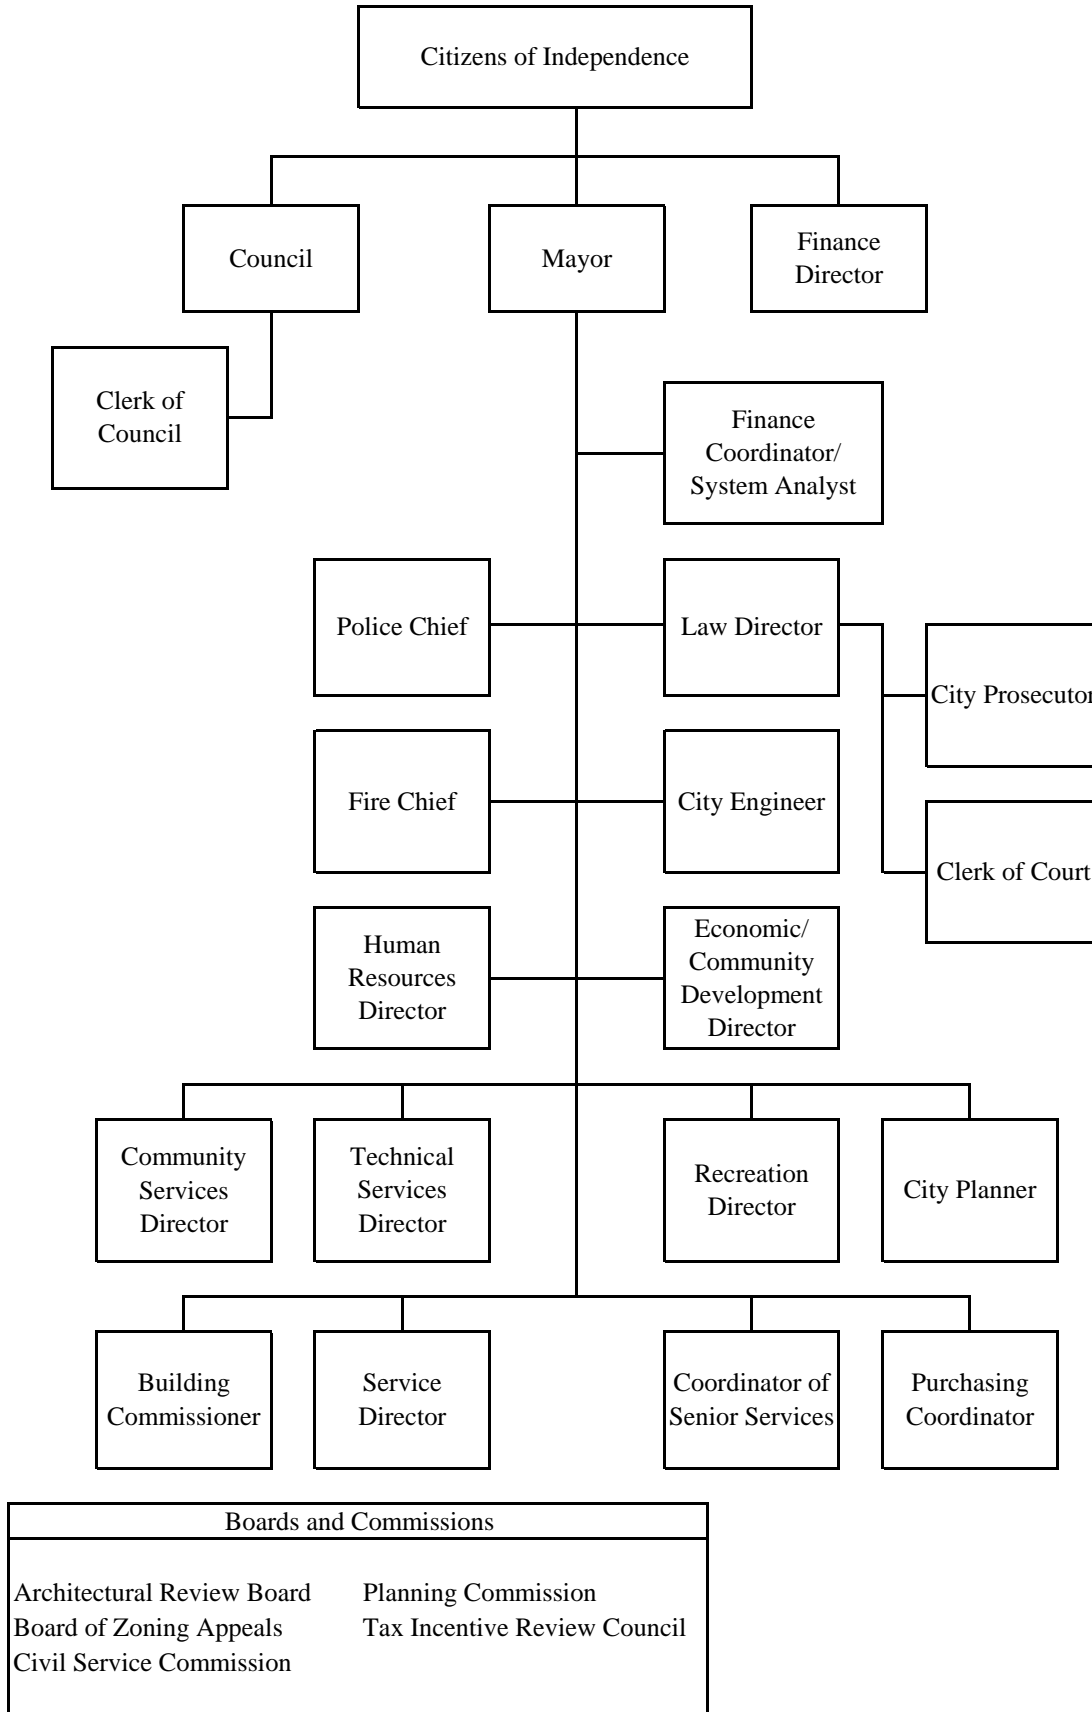 Citizens of Independence
Council
Mayor
Finance
Director
Clerk of
Council
Finance
Coordinator/
System Analyst
Police Chief
Law Director
City Prosecutor
Fire Chief
City Engineer
Clerk of Court
Human
Resources
Director
Economic/
Community
Development
Director
Community
Services
Director
Technical
Services
Director
Recreation
Director
City Planner
Building
Commissioner
Service
Director
Coordinator of
Senior Services
Purchasing
Coordinator
Boards and Commissions
Architectural Review Board
Planning Commission
Board of Zoning Appeals
Tax Incentive Review Council
Civil Service Commission